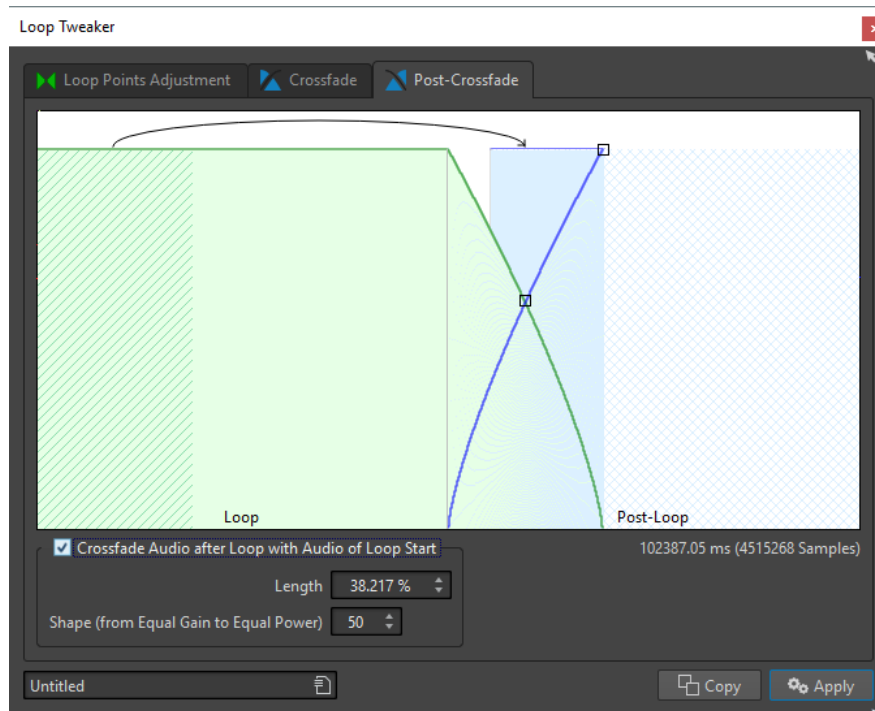 Loop Tweaker
Loop Points Adjustment
Crossfade
Post-Crossfade
Loop
Post-Loop
Crossfade Audio after Loop with Audio of Loop Start
102387.05 ms (4515268 Samples)
Length 38.217 %
Shape (from Equal Gain to Equal Power) 50
Untitled
Copy
Apply